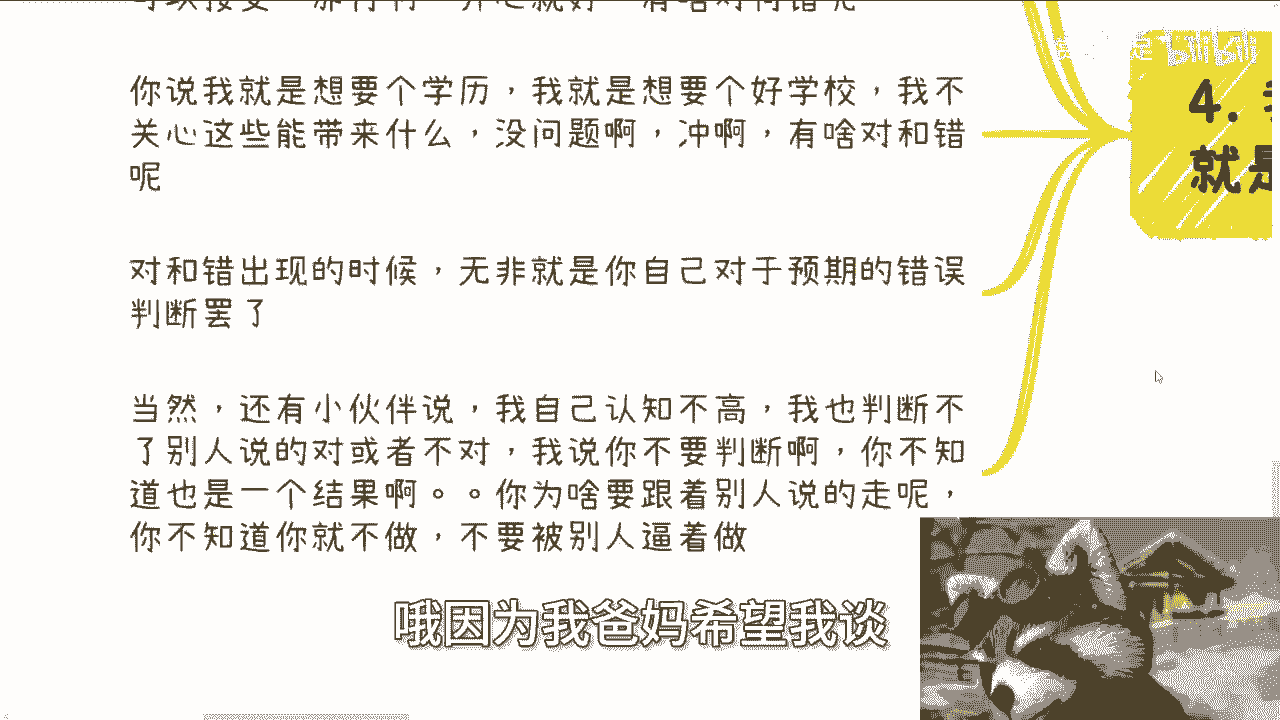 你说我就是想要个学历，我就是想要个好学校，我不
关心这些能带来什么，没问题啊，冲啊，有啥对和错
呢
对和错出现的时候，无非就是你自己对于预期的错误
判断罢了
当然，还有小伙伴说，我自己认知不高，我也判断不
了别人说的对或者不对，我说你不要判断啊，你不知
道也是一个结果啊。。你为啥要跟着别人说的走呢，
你不知道你就不做，不要被别人逼着做
4.
就是
bilibili
哦因为我爸妈希望我谈